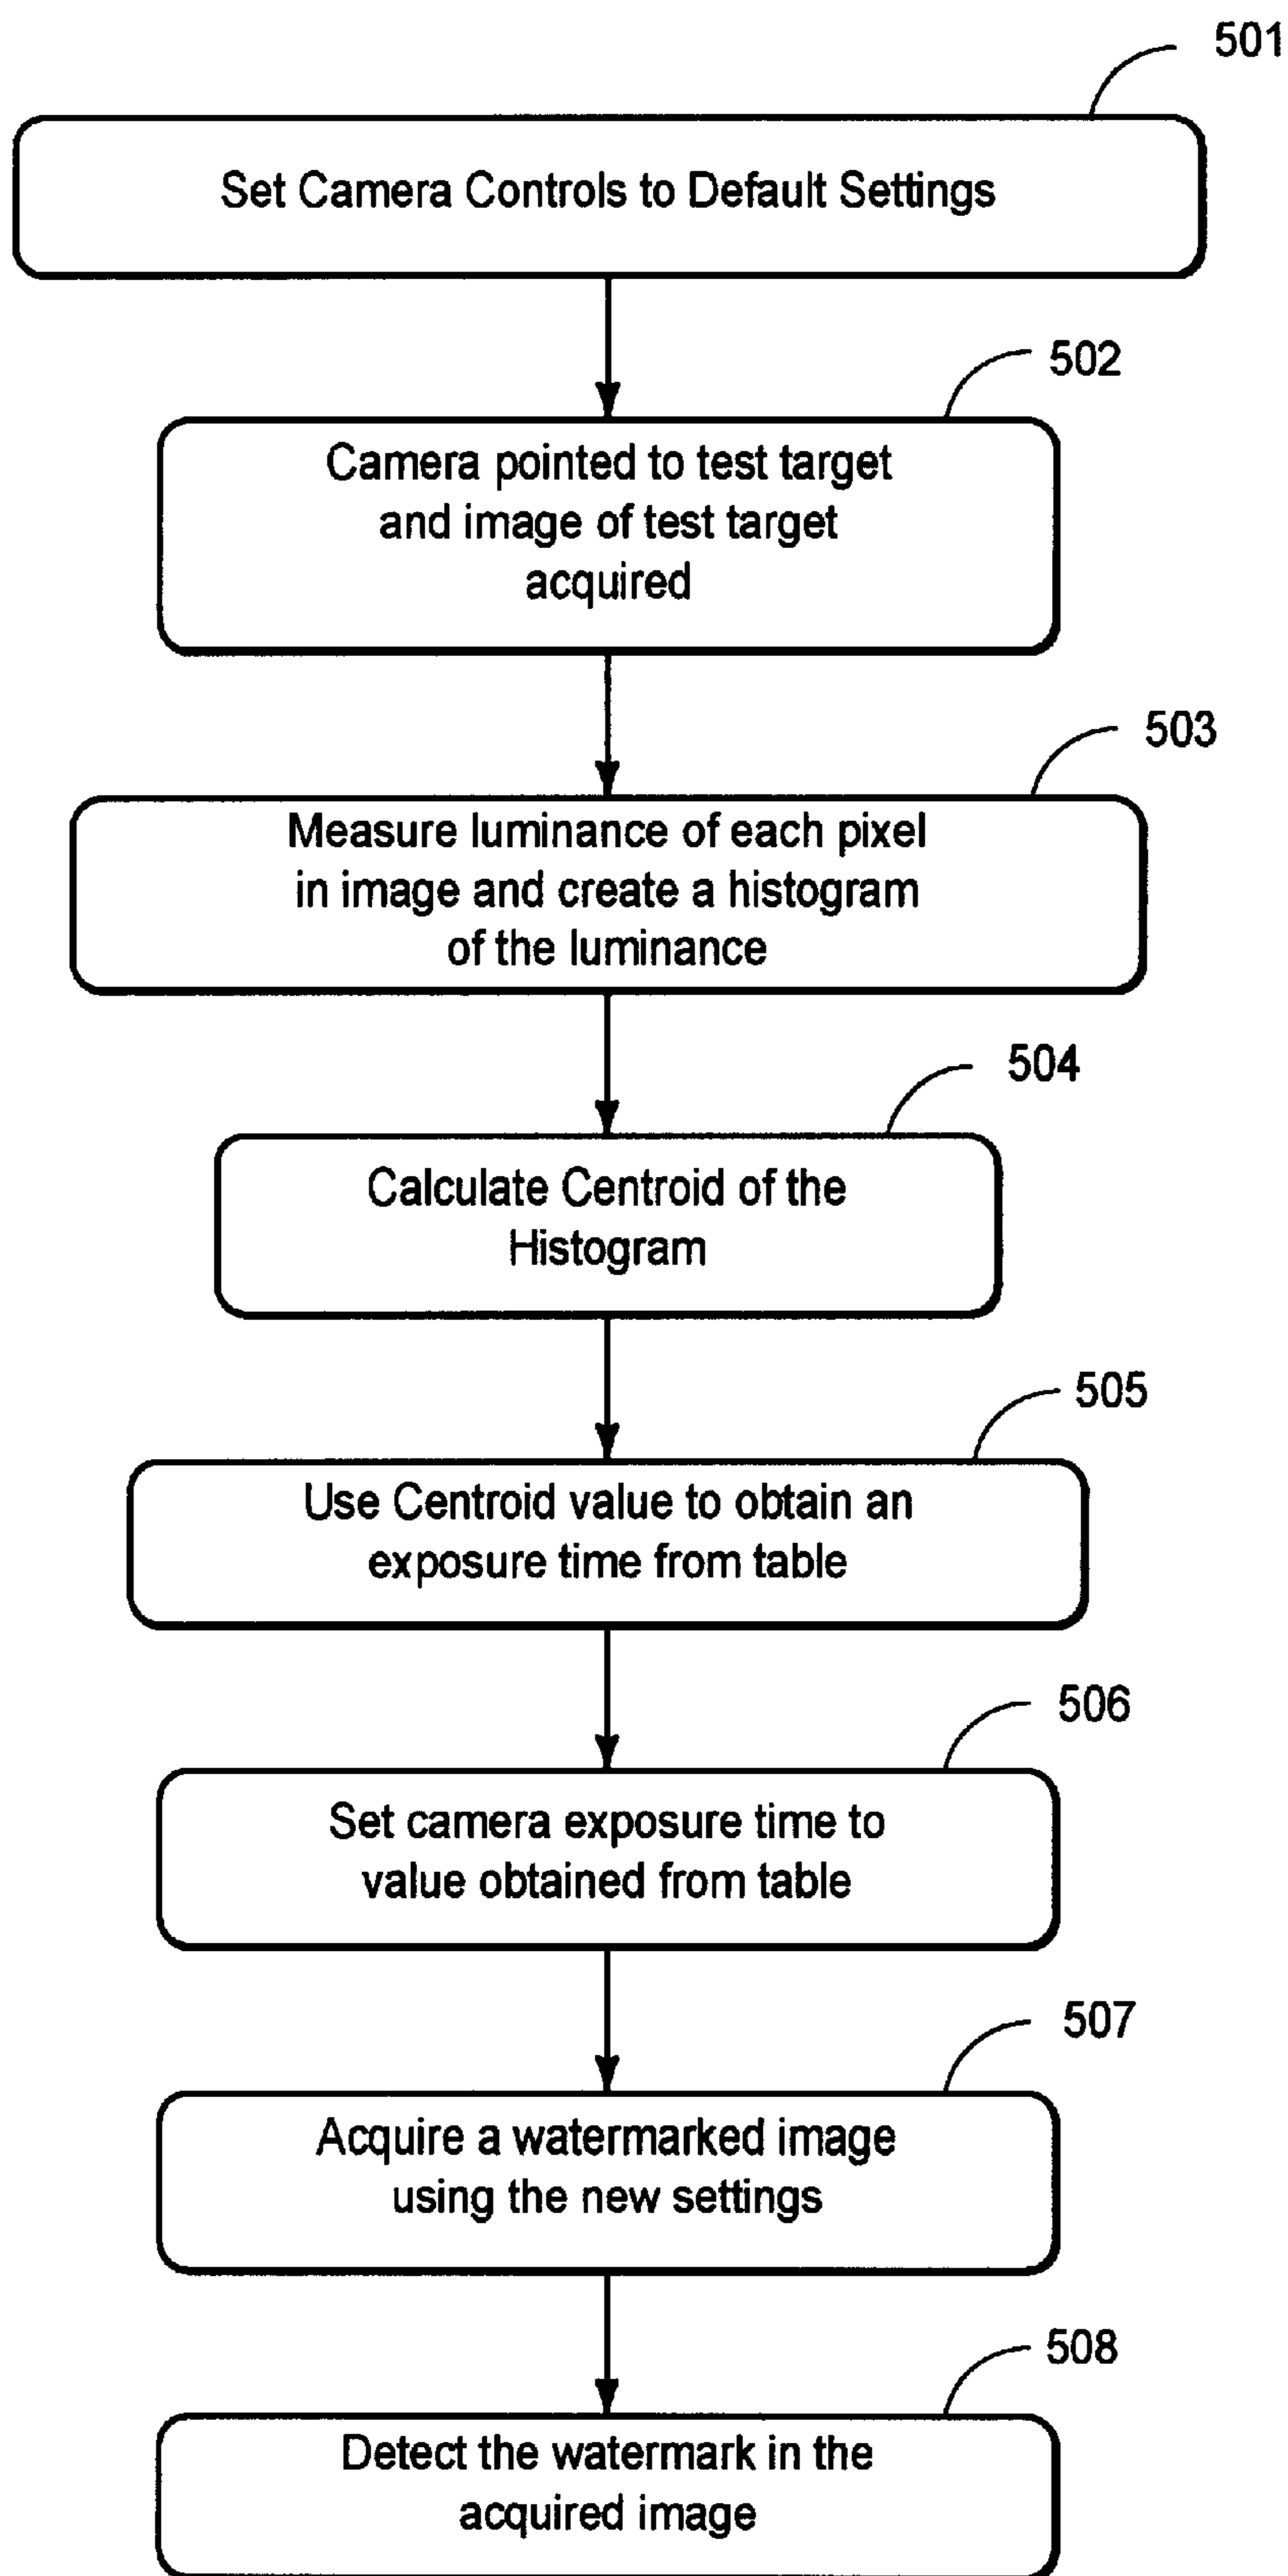 501
Set Camera Controls to Default Settings
502
Camera pointed to test target
and image of test target
acquired
503
Measure luminance of each pixel
in image and create a histogram
of the luminance
504
Calculate Centroid of the
Histogram
505
Use Centroid value to obtain an
exposure time from table
506
Set camera exposure time to
value obtained from table
507
Acquire a watermarked image
using the new settings
508
Detect the watermark in the
acquired image